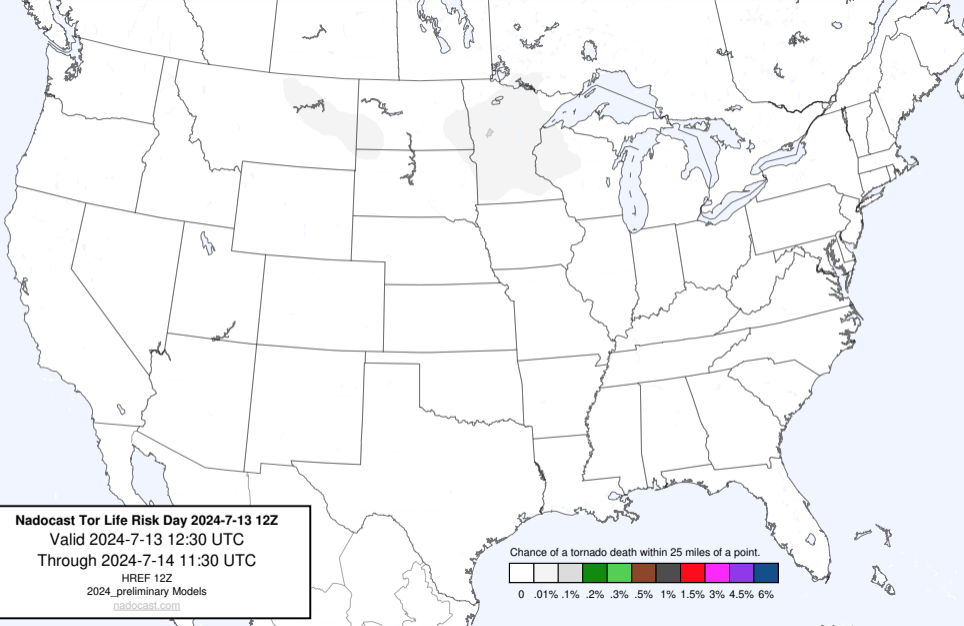 Nadocast Tor Life Risk Day 2024-7-13 12Z
Valid 2024-7-13 12:30 UTC
Through 2024-7-14 11:30 UTC
HREF 12Z
2024_preliminary Models
nadocast.com
Chance of a tornado death within 25 miles of a point.
0 .01% .1% .2% .3% .5% 1% 1.5% 3% 4.5% 6%